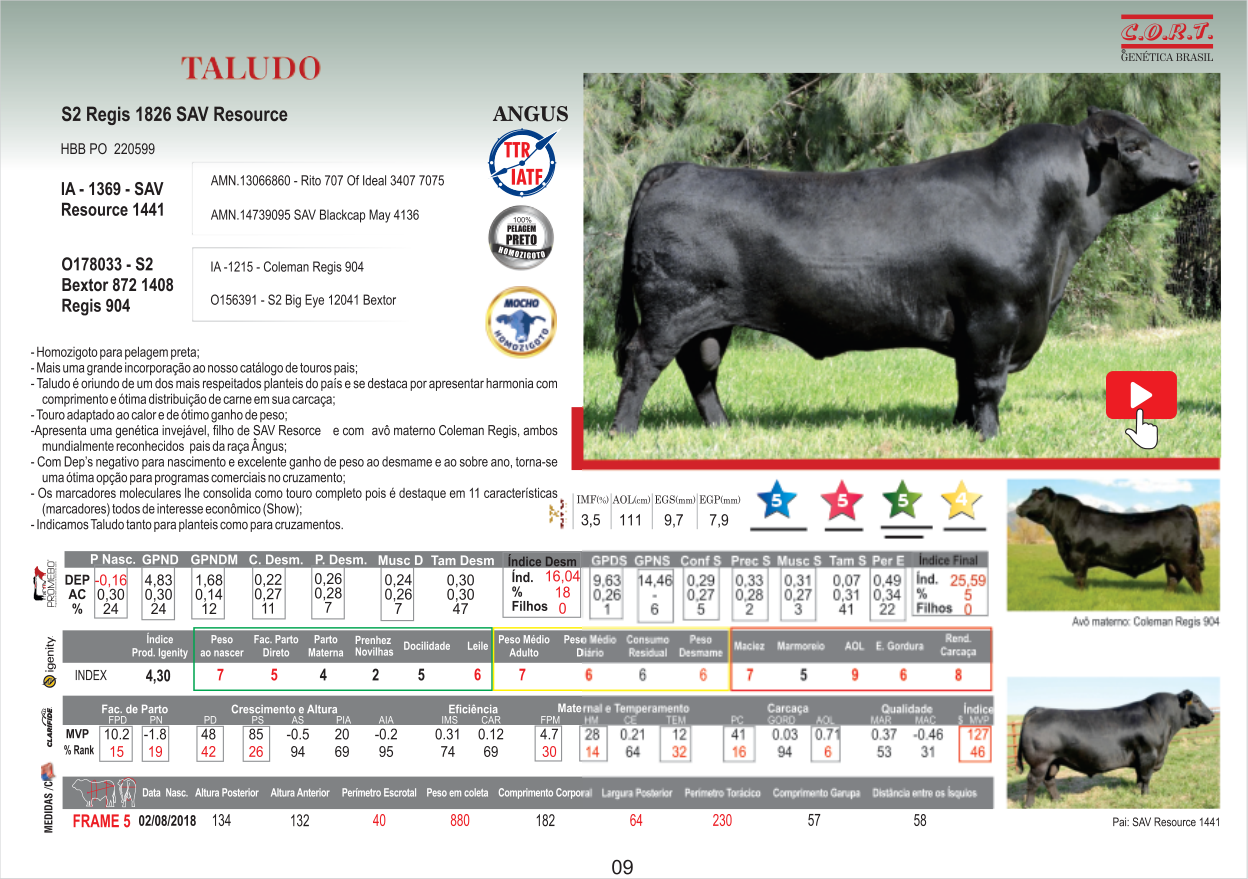 C.O.R.T.
GENÉTICA BRASIL
TALUDO
S2 Regis 1826 SAV Resource
HBB PO 220599
IA - 1369 - SAV
Resource 1441
AMN.13066860 - Rito 707 Of Ideal 3407 7075
AMN.14739095 SAV Blackcap May 4136
O178033 - S2
Bextor 872 1408
Regis 904
IA -1215 - Coleman Regis 904
O156391 - S2 Big Eye 12041 Bextor
ANGUS
TTR
IATF
100%
PELAGEM
PRETO
HOMOZIGOTO
MOCHO
HOMOZIGOTO
- Homozigoto para pelagem preta;
- Mais uma grande incorporação ao nosso catálogo de touros pais;
- Taludo é oriundo de um dos mais respeitados planteis do país e se destaca por apresentar harmonia com
comprimento e ótima distribuição de carne em sua carcaça;
- Touro adaptado ao calor e de ótimo ganho de peso;
-Apresenta uma genética invejável, filho de SAV Resorce e com avô materno Coleman Regis, ambos
mundialmente reconhecidos pais da raça Ângus;
- Com Dep's negativo para nascimento e excelente ganho de peso ao desmame e ao sobre ano, torna-se
uma ótima opção para programas comerciais no cruzamento;
- Os marcadores moleculares lhe consolida como touro completo pois é destaque em 11 características
(marcadores) todos de interesse econômico (Show);
- Indicamos Taludo tanto para planteis como para cruzamentos.
IMF(%) AOL(cm) EGS(mm) EGP(mm)
3,5 111 9,7 7,9
5 5 5 4
Avô materno: Coleman Regis 904
PROMEBO
P Nasc. GPND GPNDM C. Desm. P. Desm. Musc D Tam Desm Índice Desm GPDS GPNS Conf S Prec S Musc S Tam S Per E Índice Final
DEP -0,16 4,83 1,68 0,22 0,26 0,24 0,30 Índ. 16,04 9,63 14,46 0,29 0,33 0,31 0,07 0,49 Índ. 25,59
AC 0,30 0,30 0,14 0,27 0,28 0,26 0,30 % 18 0,26 - 0,27 0,28 0,27 0,31 0,34 % 5
% 24 24 12 11 7 7 47 Filhos 0 1 6 5 2 3 41 22 Filhos 0
igenity
Índice Peso Fac. Parto Parto Prenhez Docilidade Leile Peso Médio Peso Médio Consumo Peso Maciez Marmoreio AOL E. Gordura Rend.
Prod. Igenity ao nascer Direto Materna Novilhas Adulto Diário Residual Desmame Carcaça
INDEX 4,30 7 5 4 2 5 6 7 6 6 6 7 5 9 6 8
CLARIFIDE
Fac. de Parto Crescimento e Altura Eficiência Maternal e Temperamento Carcaça Qualidade Índice
FPD PN PD PS AS PIA AIA IMS CAR FPM HM CE TEM PC GORD AOL MAR MAC $ MVP
MVP 10.2 -1.8 48 85 -0.5 20 -0.2 0.31 0.12 4.7 28 0.21 12 41 0.03 0.71 0.37 -0.46 127
% Rank 15 19 42 26 94 69 95 74 69 30 14 64 32 16 94 6 53 31 46
MEDIDAS /C
Data Nasc. Altura Posterior Altura Anterior Perímetro Escrotal Peso em coleta Comprimento Corporal Largura Posterior Perímetro Torácico Comprimento Garupa Distância entre os Ísquios
FRAME 5 02/08/2018 134 132 40 880 182 64 230 57 58
Pai: SAV Resource 1441
09